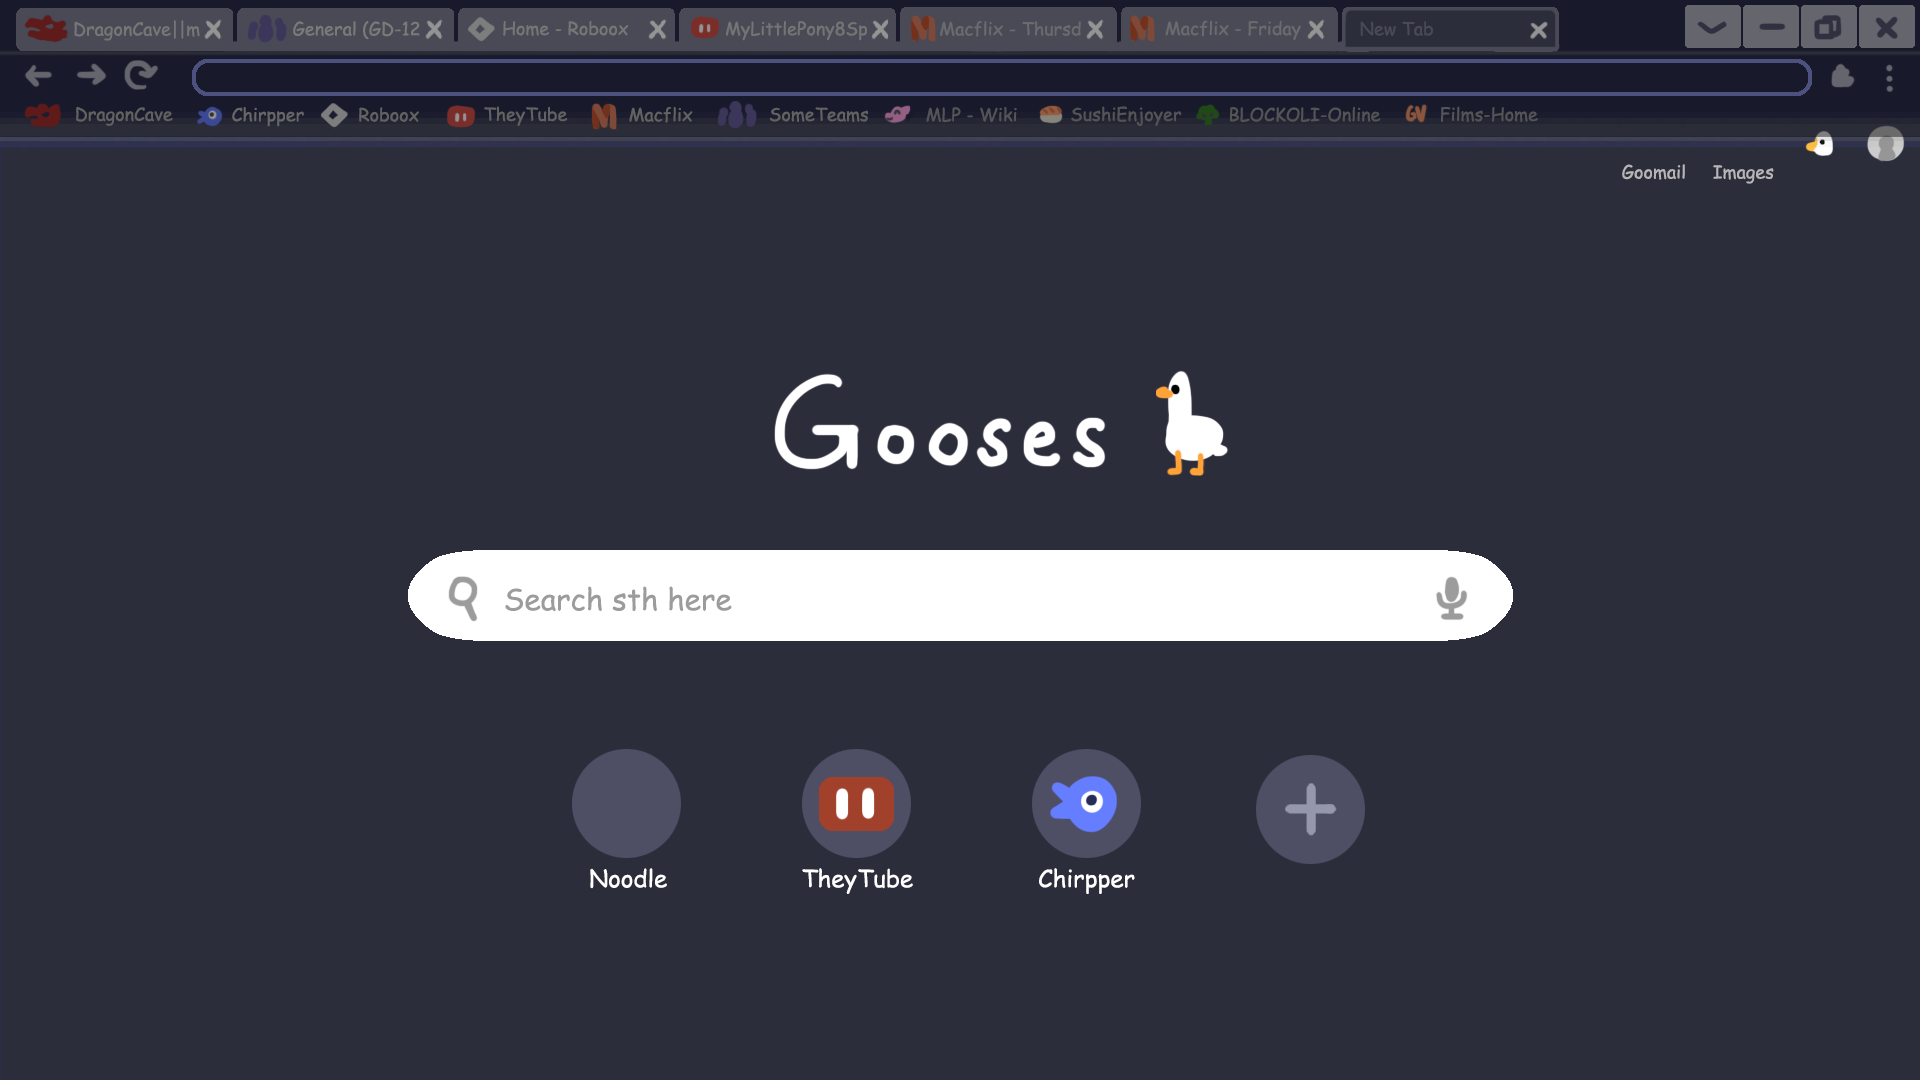 DragonCave||m
General (GD-12
Home - Roboox
MyLittlePony8Sp
Macflix - Thursd
Macflix - Friday
New Tab
DragonCave
Chirpper
Roboox
TheyTube
Macflix
SomeTeams
MLP - Wiki
SushiEnjoyer
BLOCKOLI-Online
GV Films-Home
Goomail
Images
Gooses
Search sth here
Noodle
TheyTube
Chirpper